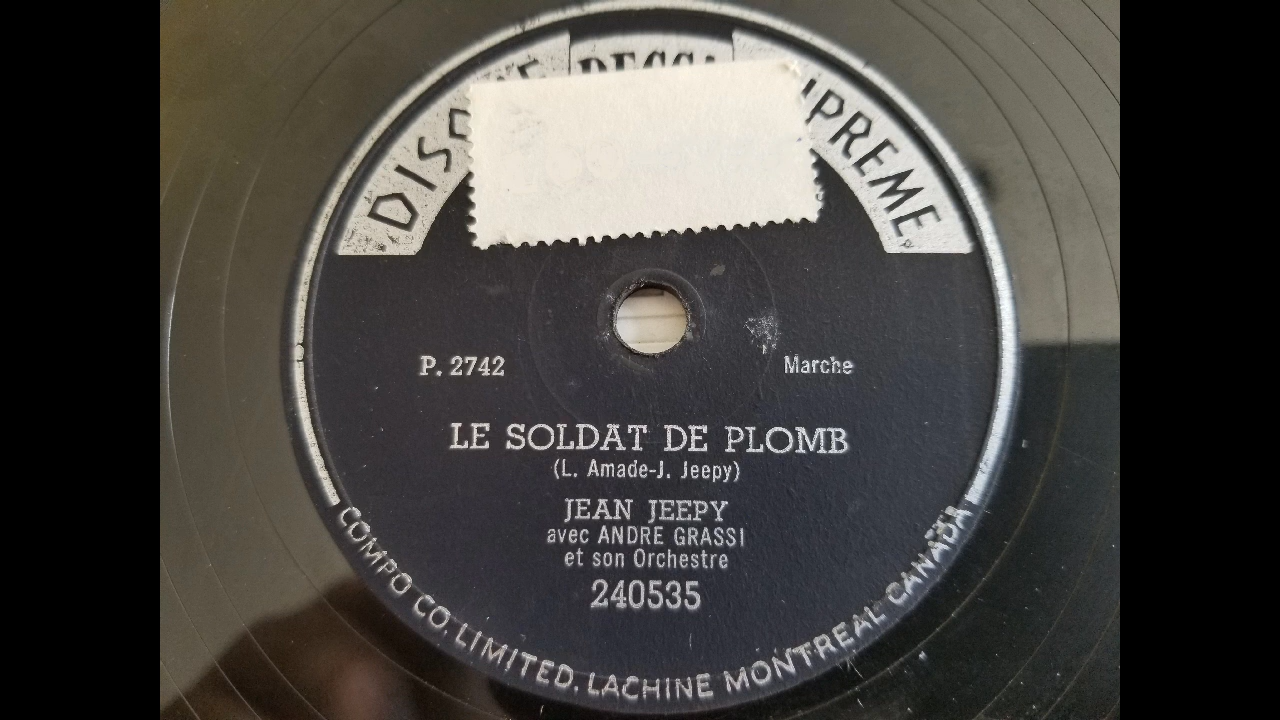 DECCA
P. 2742
Marche
LE SOLDAT DE PLOMB
(L. Amade-J. Jeepy)
JEAN JEEPY
avec ANDRE GRASSI
et son Orchestre
240535
COMPO CO. LIMITED. LACHINE MONTREAL CANADA